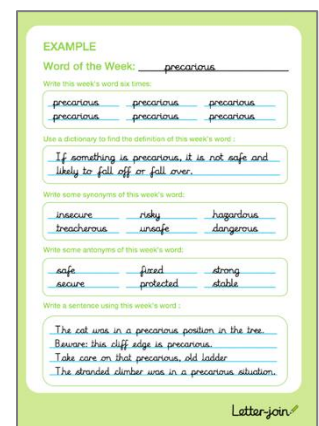 EXAMPLE
Word of the Week: precarious
Write this week's word six times:
precarious precarious precarious
precarious precarious precarious
Use a dictionary to find the definition of this week's word :
If something is precarious, it is not safe and
likely to fall off or fall over.
Write some synonyms of this week's word:
insecure risky hazardous
treacherous unsafe dangerous
Write some antonyms of this week's word:
safe fixed strong
secure protected stable
Write a sentence using this week's word :
The cat was in a precarious position in the tree.
Beware: this cliff edge is precarious.
Take care on that precarious, old ladder
The stranded climber was in a precarious situation.
Letter-join